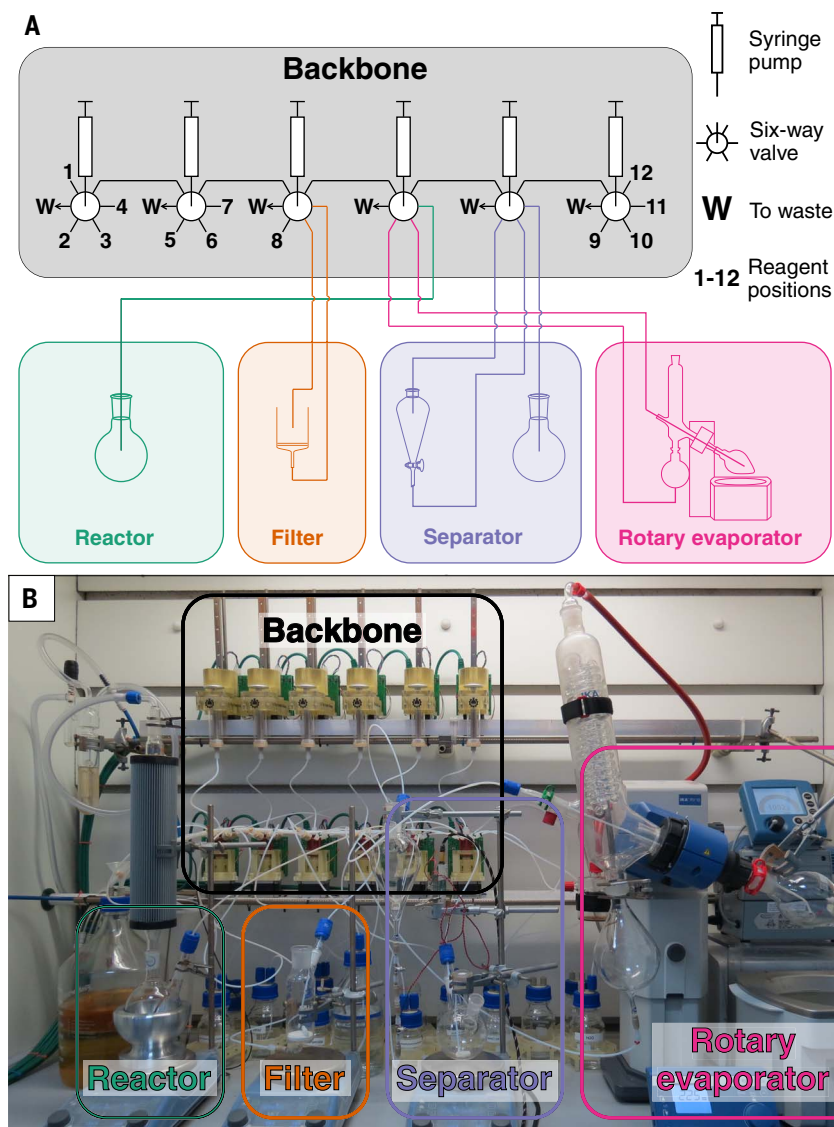 A
Backbone
Syringe
pump
Six-way
valve
W To waste
1-12 Reagent
positions
1
W
4
2
3
W
7
5
6
W
8
W
W
12
W
11
9
10
Reactor
Filter
Separator
Rotary evaporator
B
Backbone
IKA
Reactor
Filter
Separator
Rotary
evaporator